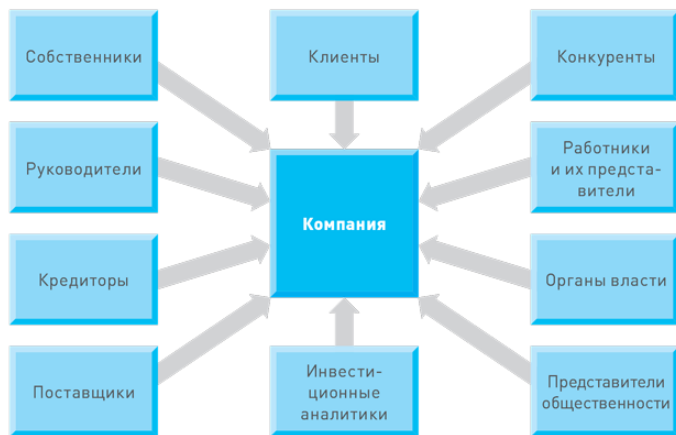 Собственники
Клиенты
Конкуренты
Руководители
Компания
Работники
и их предста-
вители
Кредиторы
Органы власти
Поставщики
Инвести-
ционные
аналитики
Представители
общественности